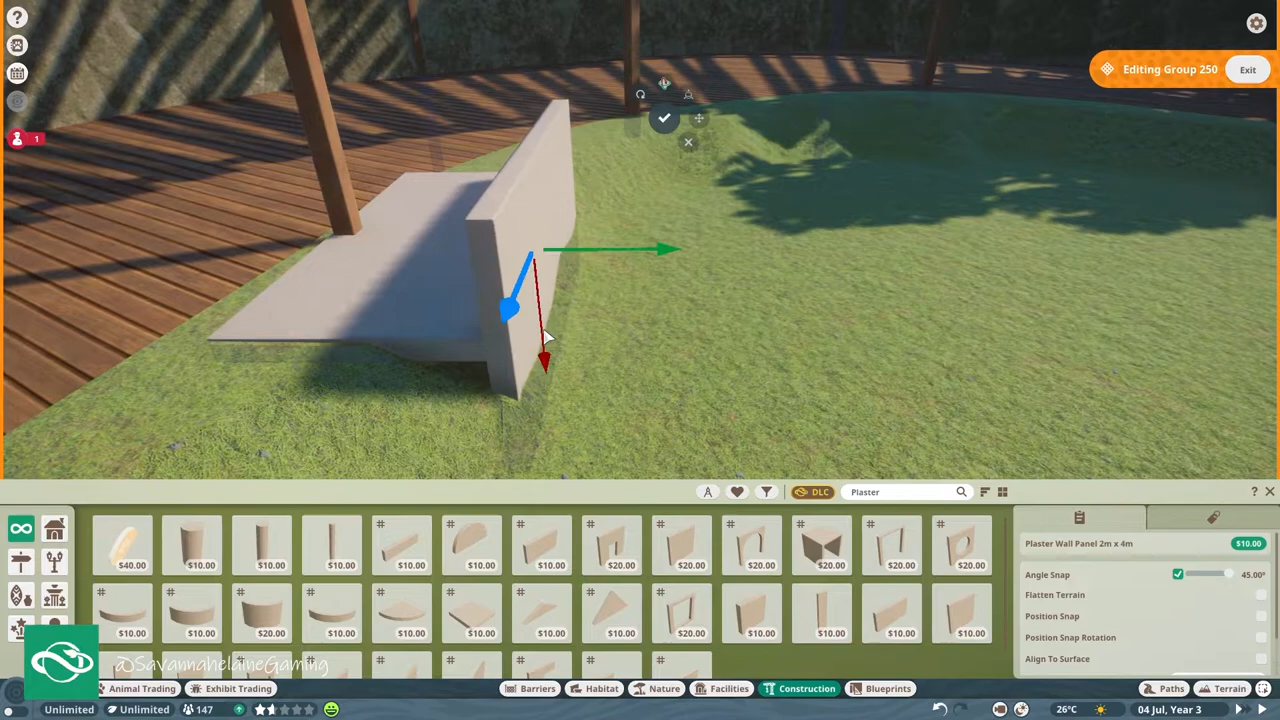 ?
Editing Group 250
Exit
1
DLC
Plaster
?
$40.00
$10.00
$10.00
$10.00
$10.00
$10.00
$10.00
$20.00
$20.00
$20.00
$20.00
$20.00
$20.00
$10.00
$10.00
$20.00
$10.00
$10.00
$10.00
$10.00
$10.00
$20.00
$10.00
$10.00
$10.00
$10.00
Plaster Wall Panel 2m x 4m
$10.00
Angle Snap
45.00°
Flatten Terrain
Position Snap
Position Snap Rotation
Align To Surface
@SavannahelaineGaming
Animal Trading
Exhibit Trading
Barriers
Habitat
Nature
Facilities
Construction
Blueprints
Paths
Terrain
Unlimited
Unlimited
147
26°C
04 Jul, Year 3